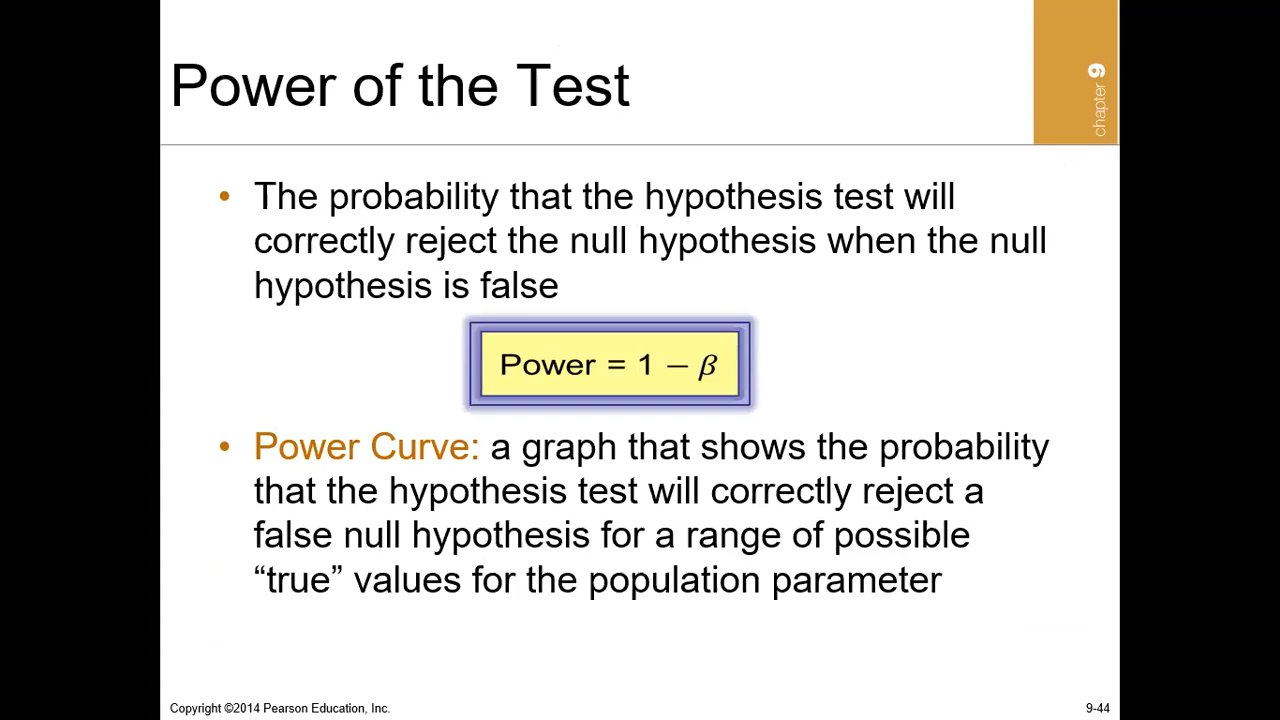 Power of the Test
chapter 9
• The probability that the hypothesis test will
correctly reject the null hypothesis when the null
hypothesis is false
Power = 1 − β
• Power Curve: a graph that shows the probability
that the hypothesis test will correctly reject a
false null hypothesis for a range of possible
“true” values for the population parameter
Copyright ©2014 Pearson Education, Inc.
9-44